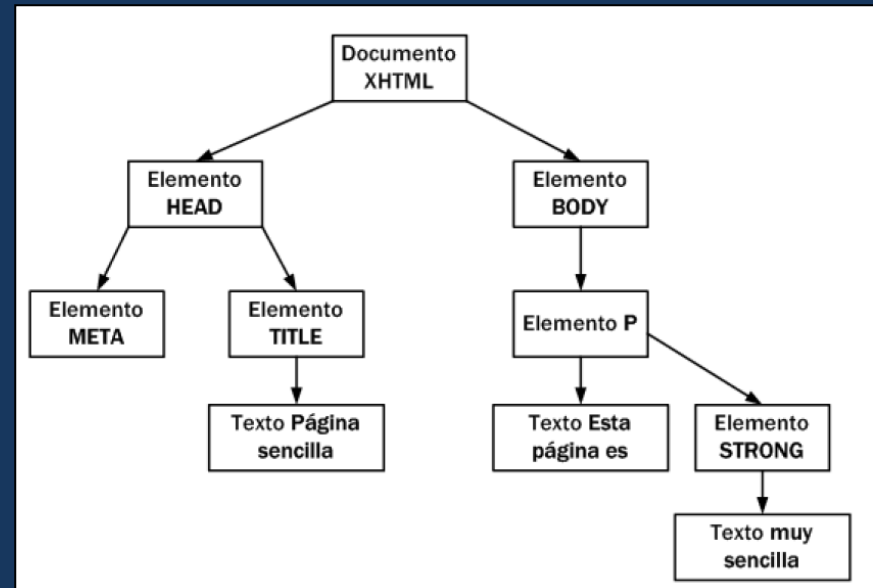 Documento
XHTML
Elemento
HEAD
Elemento
BODY
Elemento
META
Elemento
TITLE
Elemento P
Texto Página
sencilla
Texto Esta
página es
Elemento
STRONG
Texto muy
sencilla